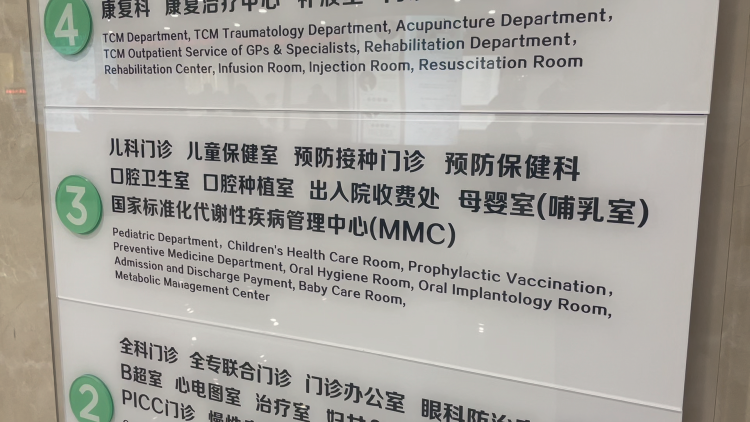 4
康复科 康复治疗中心
TCM Department, TCM Traumatology Department, Acupuncture Department,
TCM Outpatient Service of GPs & Specialists, Rehabilitation Department,
Rehabilitation Center, Infusion Room, Injection Room, Resuscitation Room
3
儿科门诊 儿童保健室 预防接种门诊 预防保健科
口腔卫生室 口腔种植室 出入院收费处 母婴室(哺乳室)
国家标准化代谢性疾病管理中心(MMC)
Pediatric Department, Children's Health Care Room, Prophylactic Vaccination,
Preventive Medicine Department, Oral Hygiene Room, Oral Implantology Room,
Admission and Discharge Payment, Baby Care Room,
Metabolic Management Center
2
全科门诊 全专联合门诊 门诊办公室 眼科防治
B超室 心电图室 治疗室
PICC门诊